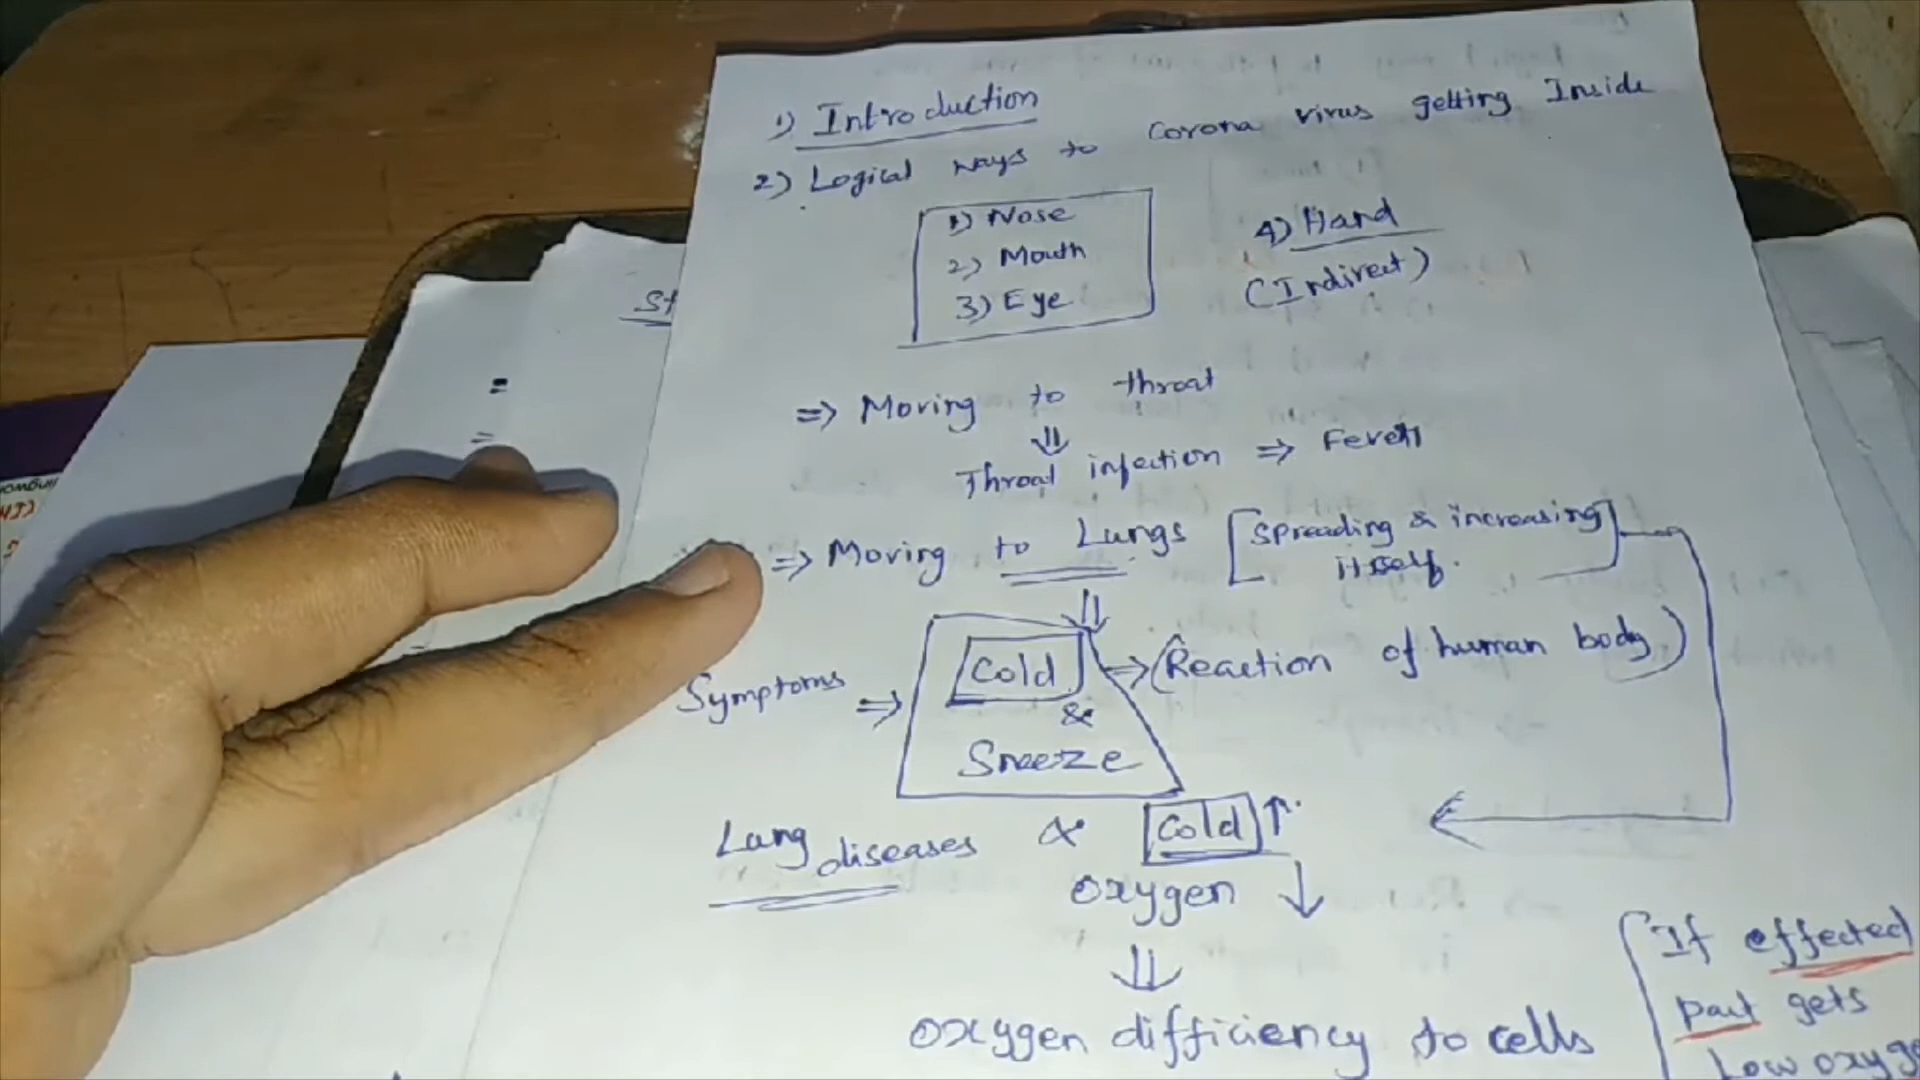 1) Introduction
2) Logical ways to Corona virus getting Inside
1) Nose
2) Mouth
3) Eye
4) Hand
(Indirect)
=> Moving to throat
⇓
Throat infection => Fever
=> Moving to Lungs [spreading & increasing itself.]
⇓
Symptoms => Cold => (Reaction of human body)
&
Sneeze
Lung diseases & Cold ↑
oxygen ↓
⇓
oxygen difficiency to cells
If effected
part gets
Low